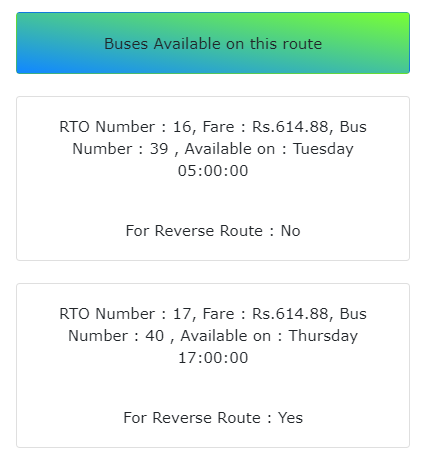 Buses Available on this route
RTO Number : 16, Fare : Rs.614.88, Bus
Number : 39 , Available on : Tuesday
05:00:00
For Reverse Route : No
RTO Number : 17, Fare : Rs.614.88, Bus
Number : 40 , Available on : Thursday
17:00:00
For Reverse Route : Yes